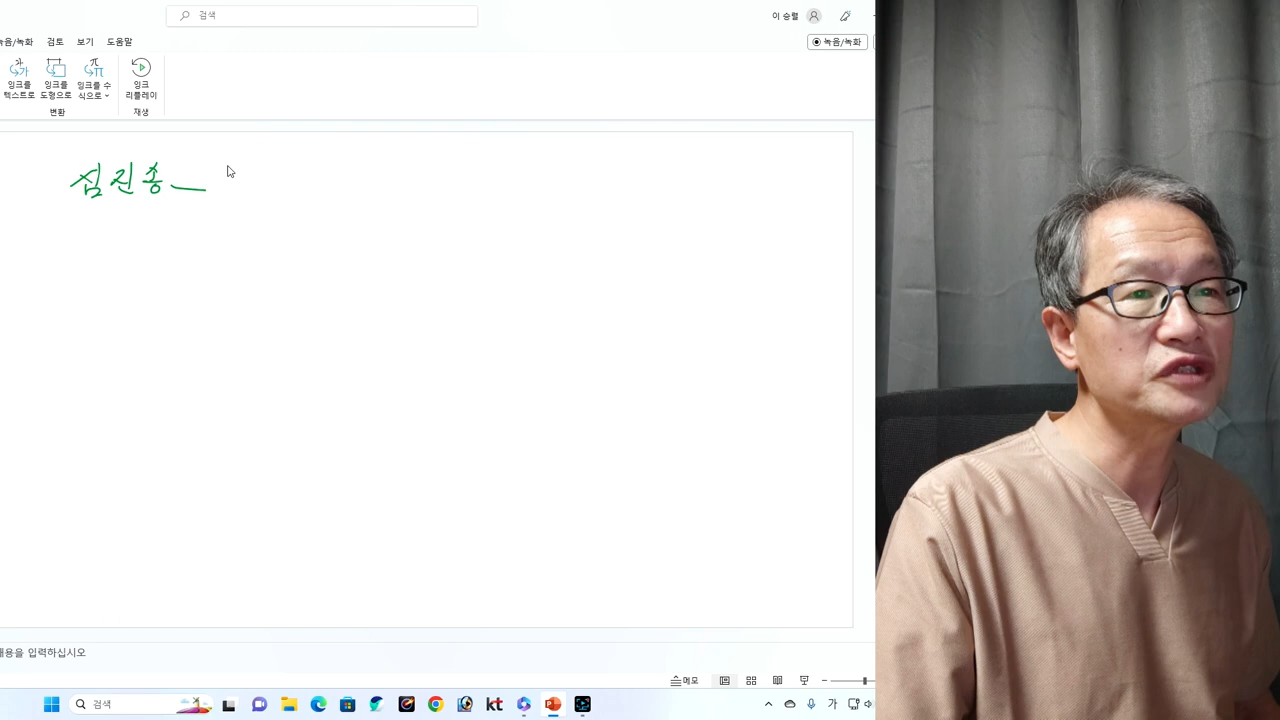 검색
이 승렬
녹음/녹화 검토 보기 도움말
녹음/녹화
잉크를 텍스트로
잉크를 도형으로
잉크를 수식으로
잉크 리플레이
변환
재생
심진송
내용을 입력하십시오
메모
검색
kt
가